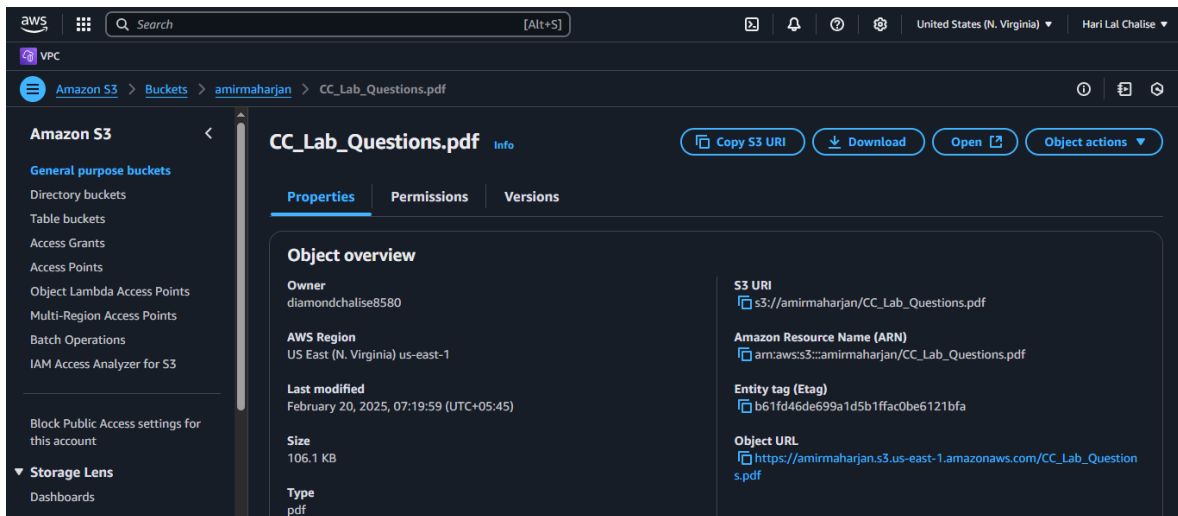 aws
Search [Alt+S]
United States (N. Virginia) ▼
Hari Lal Chalise ▼
VPC
Amazon S3 > Buckets > amirmaharjan > CC_Lab_Questions.pdf
Amazon S3
General purpose buckets
Directory buckets
Table buckets
Access Grants
Access Points
Object Lambda Access Points
Multi-Region Access Points
Batch Operations
IAM Access Analyzer for S3
Block Public Access settings for
this account
▼ Storage Lens
Dashboards
CC_Lab_Questions.pdf Info
Copy S3 URI
Download
Open
Object actions ▼
Properties
Permissions
Versions
Object overview
Owner
diamondchalise8580
AWS Region
US East (N. Virginia) us-east-1
Last modified
February 20, 2025, 07:19:59 (UTC+05:45)
Size
106.1 KB
Type
pdf
S3 URI
s3://amirmaharjan/CC_Lab_Questions.pdf
Amazon Resource Name (ARN)
arn:aws:s3:::amirmaharjan/CC_Lab_Questions.pdf
Entity tag (Etag)
b61fd46de699a1d5b1ffac0be6121bfa
Object URL
https://amirmaharjan.s3.us-east-1.amazonaws.com/CC_Lab_Question
s.pdf